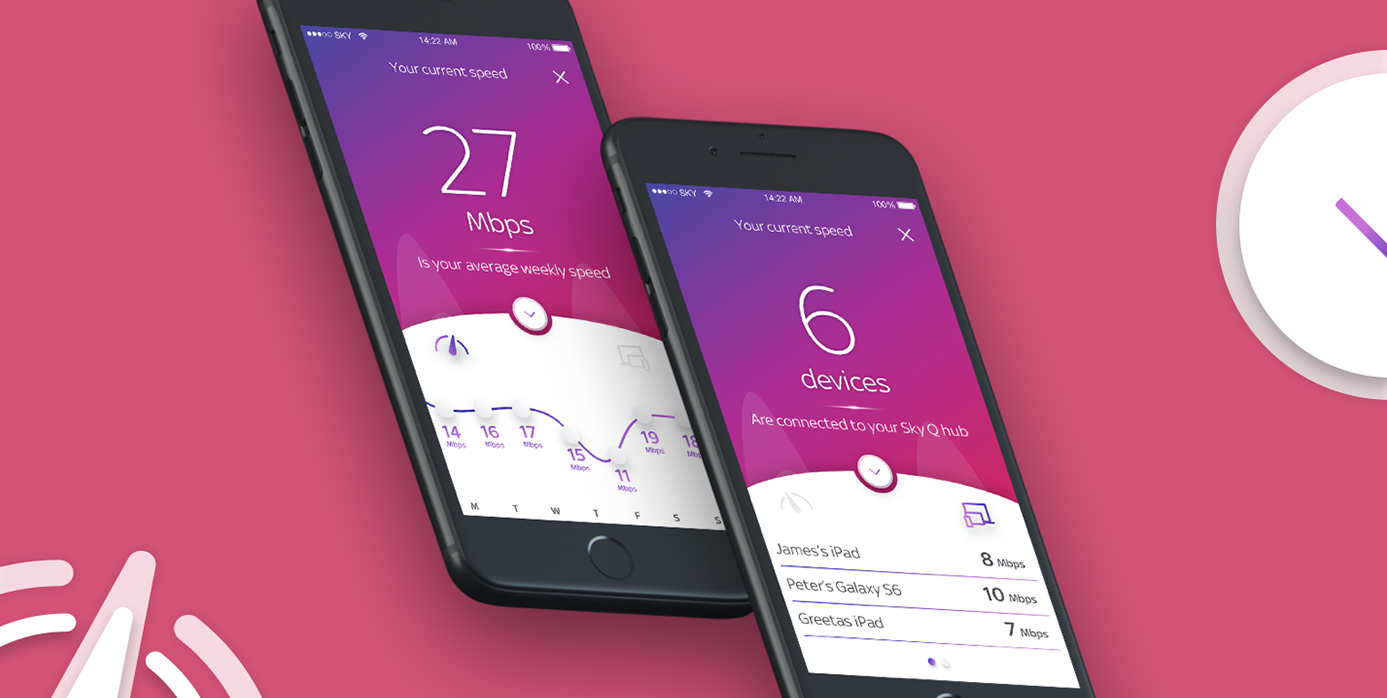 SKY 14:22 AM 100%
Your current speed
27
Mbps
Is your average weekly speed
14 Mbps
16 Mbps
17 Mbps
15 Mbps
11 Mbps
19 Mbps
18
M T W T F S S
SKY 14:22 AM 100%
Your current speed
6
devices
Are connected to your Sky Q hub
James's iPad 8 Mbps
Peter's Galaxy S6 10 Mbps
Greetas iPad 7 Mbps